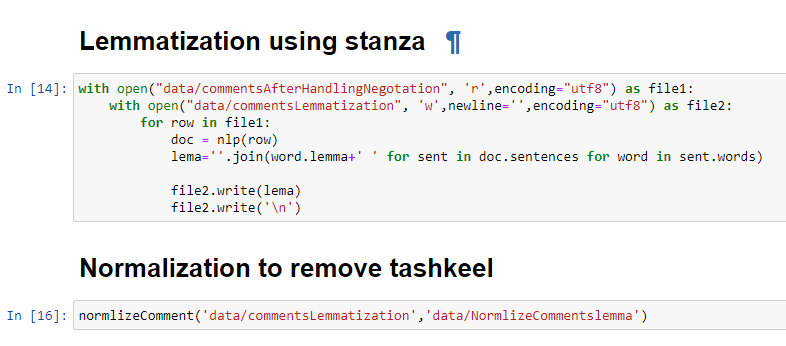 Lemmatization using stanza ¶
In [14]: with open("data/commentsAfterHandlingNegotation", 'r',encoding="utf8") as file1:
    with open("data/commentsLemmatization", 'w',newline='',encoding="utf8") as file2:
        for row in file1:
            doc = nlp(row)
            lema=''.join(word.lemma+' ' for sent in doc.sentences for word in sent.words)
            file2.write(lema)
            file2.write('\n')
Normalization to remove tashkeel
In [16]: normlizeComment('data/commentsLemmatization','data/NormlizeCommentslemma')